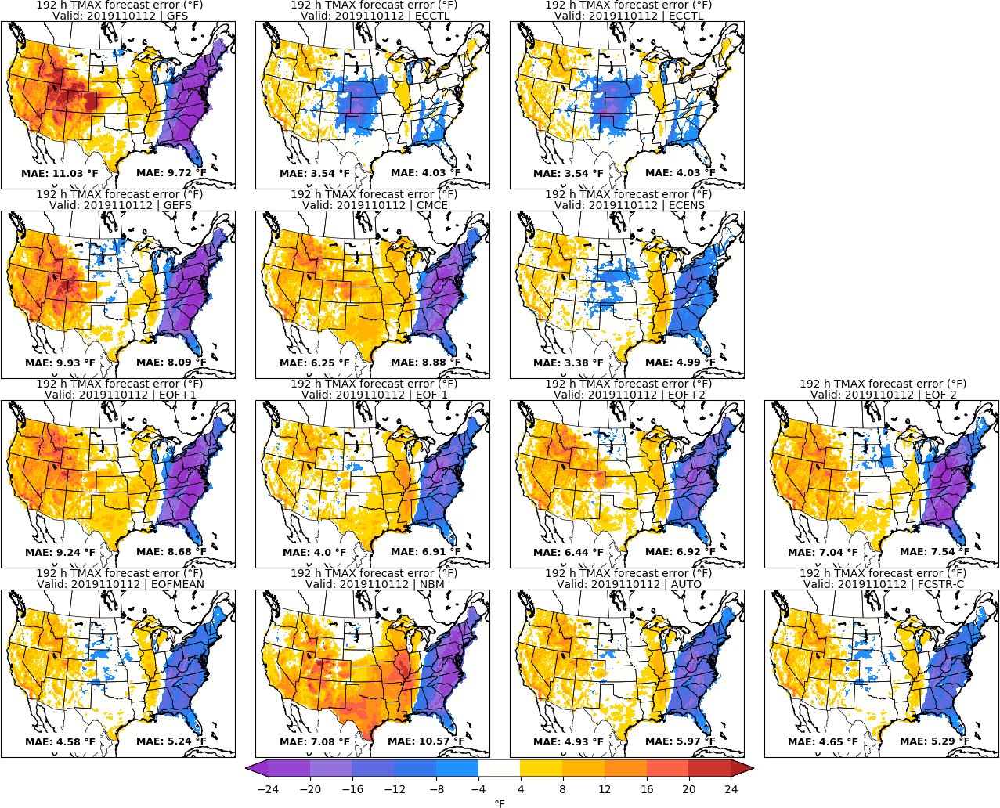 192 h TMAX forecast error (°F)
Valid: 2019110112 | GFS
MAE: 11.03 °F
MAE: 9.72 °F
192 h TMAX forecast error (°F)
Valid: 2019110112 | ECCTL
MAE: 3.54 °F
MAE: 4.03 °F
192 h TMAX forecast error (°F)
Valid: 2019110112 | ECCTL
MAE: 3.54 °F
MAE: 4.03 °F
192 h TMAX forecast error (°F)
Valid: 2019110112 | GEFS
MAE: 9.93 °F
MAE: 8.09 °F
192 h TMAX forecast error (°F)
Valid: 2019110112 | CMCE
MAE: 6.25 °F
MAE: 8.88 °F
192 h TMAX forecast error (°F)
Valid: 2019110112 | ECENS
MAE: 3.38 °F
MAE: 4.99 °F
192 h TMAX forecast error (°F)
Valid: 2019110112 | EOF+1
MAE: 9.24 °F
MAE: 8.68 °F
192 h TMAX forecast error (°F)
Valid: 2019110112 | EOF-1
MAE: 4.0 °F
MAE: 6.91 °F
192 h TMAX forecast error (°F)
Valid: 2019110112 | EOF+2
MAE: 6.44 °F
MAE: 6.92 °F
192 h TMAX forecast error (°F)
Valid: 2019110112 | EOF-2
MAE: 7.04 °F
MAE: 7.54 °F
192 h TMAX forecast error (°F)
Valid: 2019110112 | EOFMEAN
MAE: 4.58 °F
MAE: 5.24 °F
192 h TMAX forecast error (°F)
Valid: 2019110112 | NBM
MAE: 7.08 °F
MAE: 10.57 °F
192 h TMAX forecast error (°F)
Valid: 2019110112 | AUTO
MAE: 4.93 °F
MAE: 5.97 °F
192 h TMAX forecast error (°F)
Valid: 2019110112 | FCSTR-C
MAE: 4.65 °F
MAE: 5.29 °F
−24 −20 −16 −12 −8 −4 4 8 12 16 20 24
°F